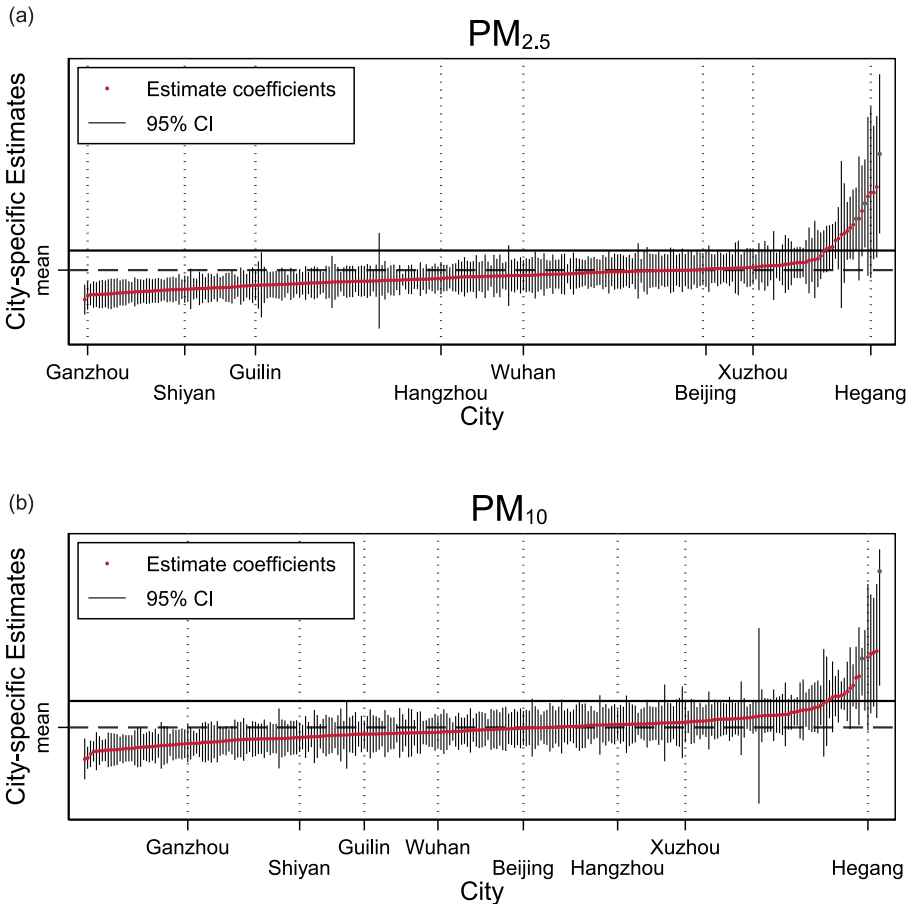 (a)
PM2.5
Estimate coefficients
95% CI
City-specific Estimates
mean
Ganzhou Guilin Wuhan Xuzhou
Shiyan Hangzhou Beijing Hegang
City
(b)
PM10
Estimate coefficients
95% CI
City-specific Estimates
mean
Ganzhou Guilin Wuhan Xuzhou
Shiyan Beijing Hangzhou Hegang
City